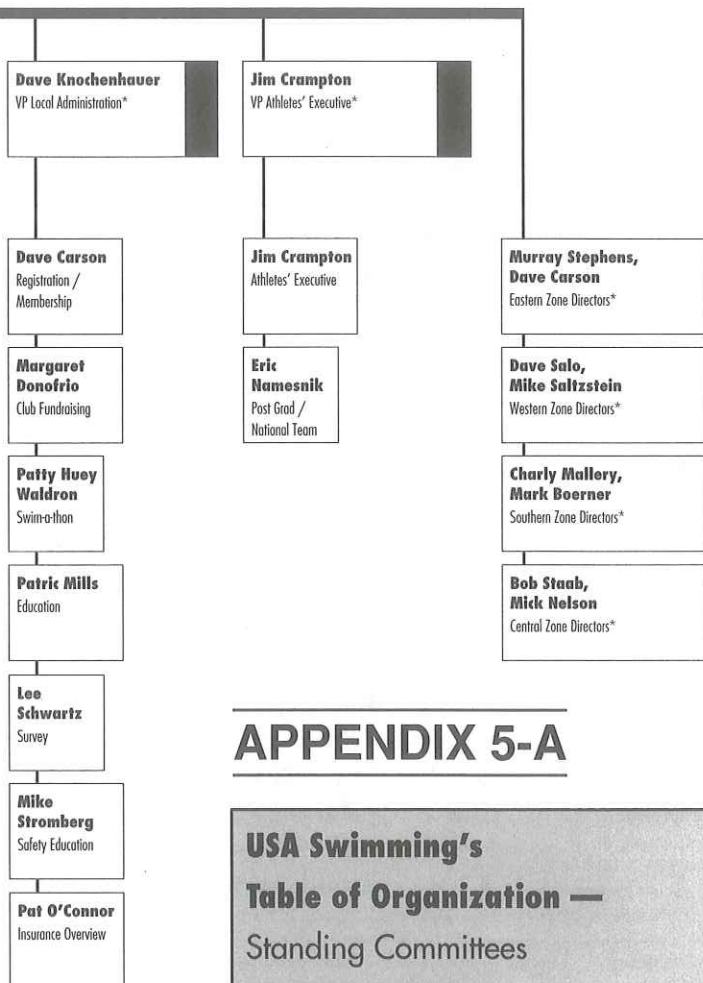 Dave Knochenhauer
VP Local Administration*
Jim Crampton
VP Athletes' Executive*
Dave Carson
Registration /
Membership
Margaret
Donofrio
Club Fundraising
Patty Huey
Waldron
Swim-a-thon
Patric Mills
Education
Lee
Schwartz
Survey
Mike
Stromberg
Safety Education
Pat O'Connor
Insurance Overview
Jim Crampton
Athletes' Executive
Eric
Namesnik
Post Grad /
National Team
Murray Stephens,
Dave Carson
Eastern Zone Directors*
Dave Salo,
Mike Saltzstein
Western Zone Directors*
Charly Mallery,
Mark Boerner
Southern Zone Directors*
Bob Staab,
Mick Nelson
Central Zone Directors*
APPENDIX 5-A
USA Swimming's
Table of Organization —
Standing Committees